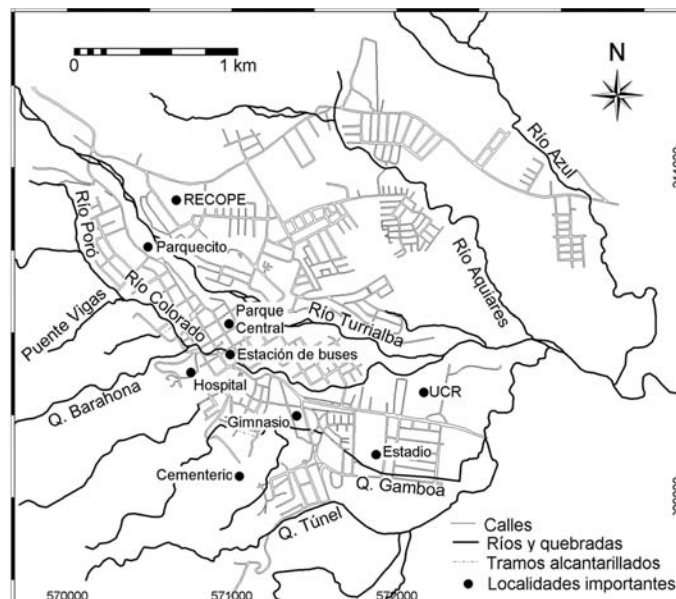 0 1 km
N
Río Azul
RECOPE
Río Poró
Parquecito
Río Aquiares
Río Colorado
Puente Vigas
Parque
Central
Río Turrialba
Estación de buses
Hospital
Q. Barahona
UCR
Gimnasio
Estadio
Cementerio
Q. Gamboa
Q. Túnel
Calles
Ríos y quebradas
Tramos alcantarillados
Localidades importantes
570000 571000 572000